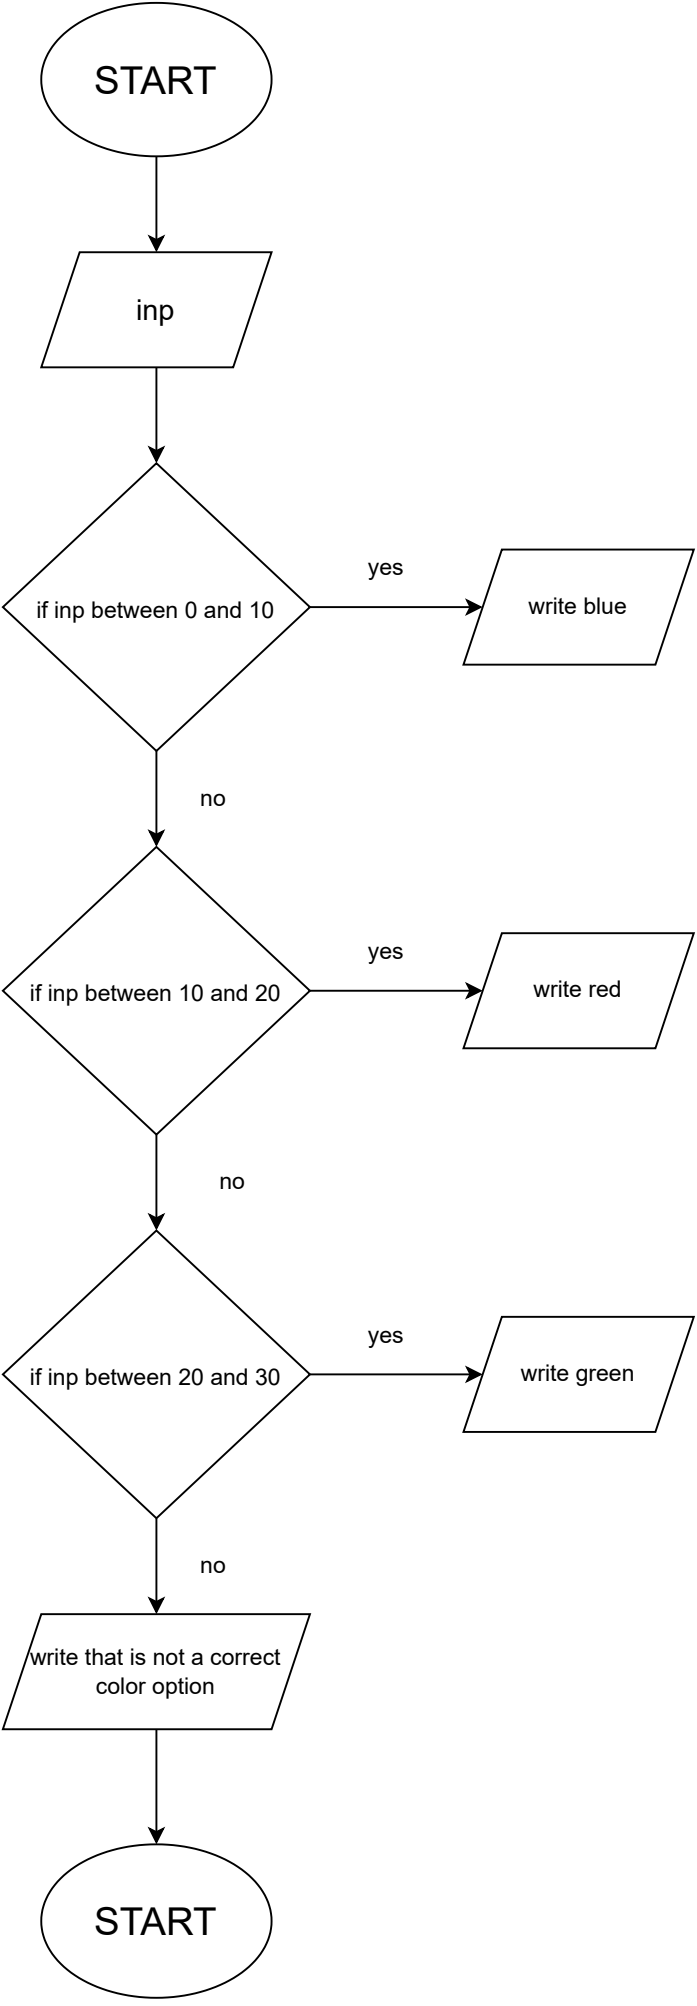 START
inp
if inp between 0 and 10
yes
write blue
no
if inp between 10 and 20
yes
write red
no
if inp between 20 and 30
yes
write green
no
write that is not a correct
color option
START